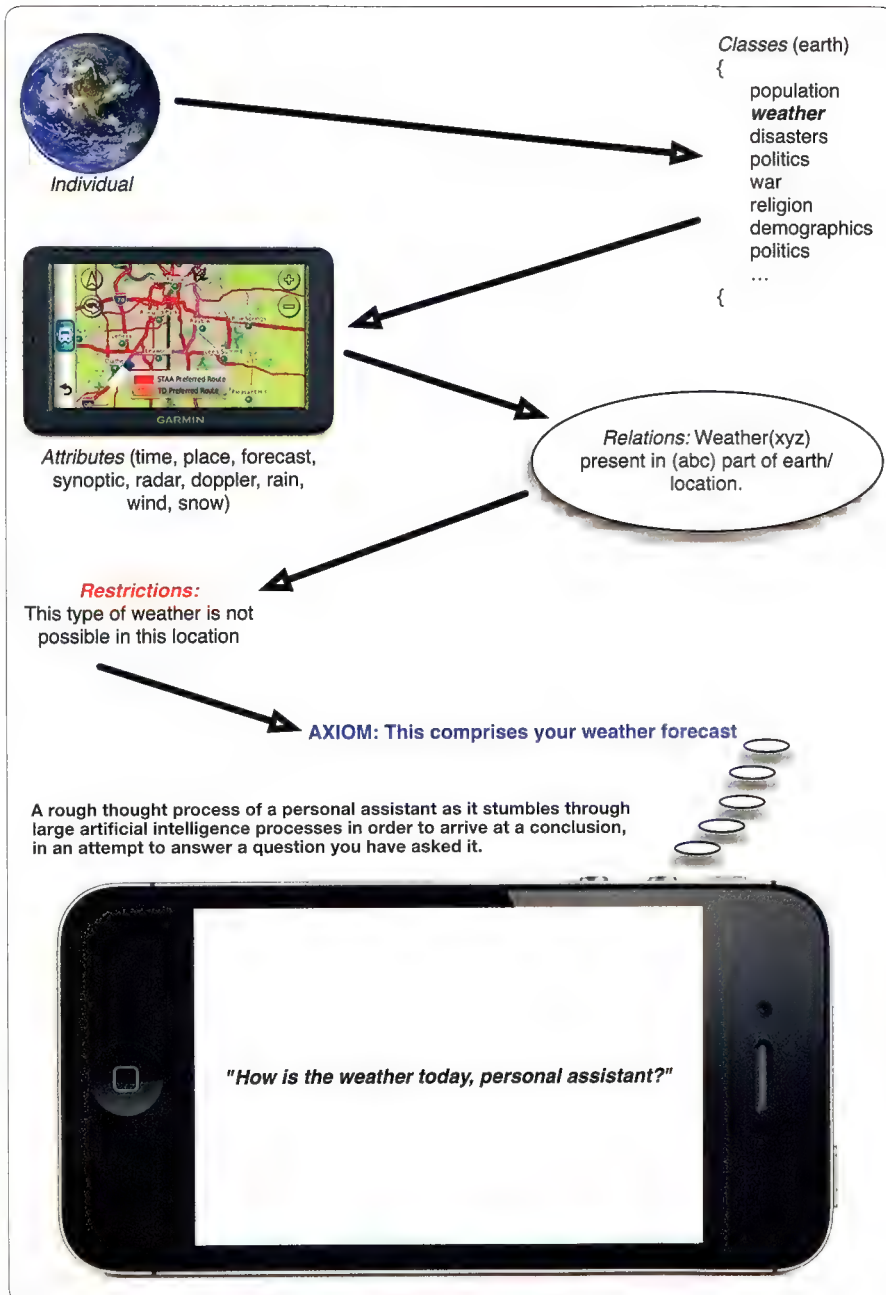 Classes (earth)
{
population
weather
disasters
politics
war
religion
demographics
politics
...
{
Individual
STAA Preferred Route
TD Preferred Route
GARMIN
Attributes (time, place, forecast,
synoptic, radar, doppler, rain,
wind, snow)
Relations: Weather(xyz)
present in (abc) part of earth/
location.
Restrictions:
This type of weather is not
possible in this location
AXIOM: This comprises your weather forecast
A rough thought process of a personal assistant as it stumbles through
large artificial intelligence processes in order to arrive at a conclusion,
in an attempt to answer a question you have asked it.
"How is the weather today, personal assistant?"